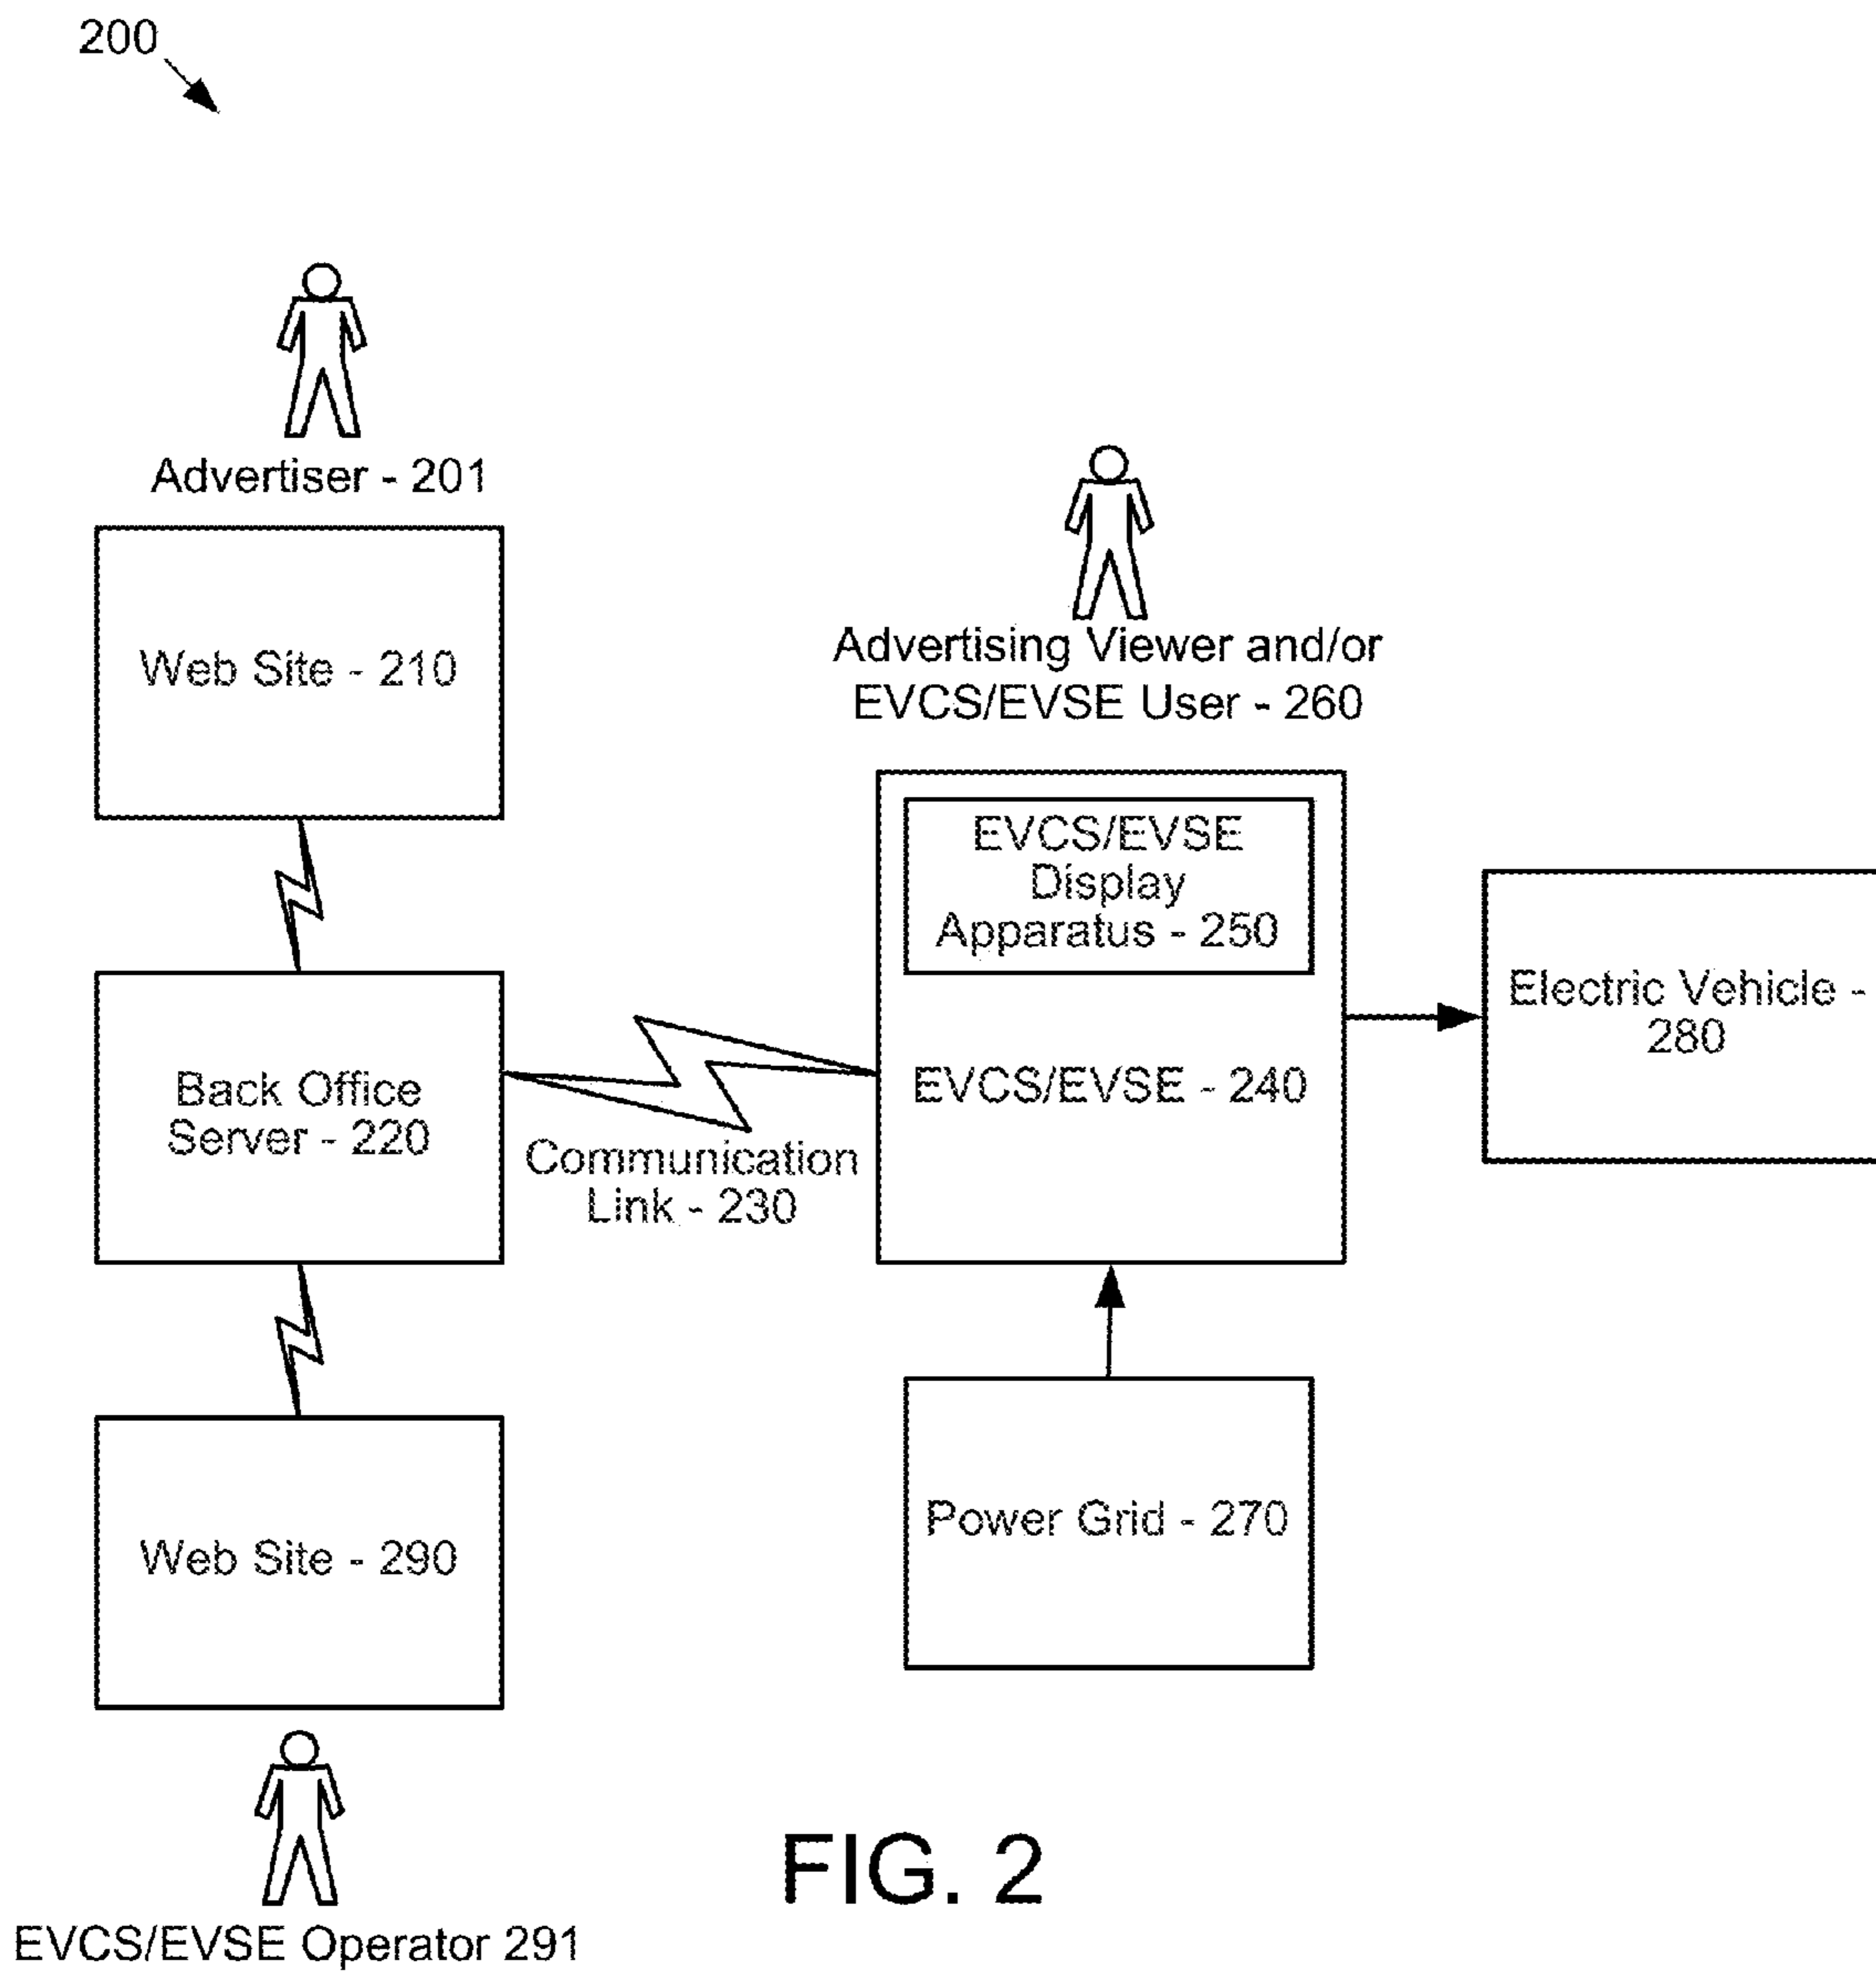 200
Advertiser - 201
Web Site - 210
Advertising Viewer and/or
EVCS/EVSE User - 260
EVCS/EVSE
Display
Apparatus - 250
Electric Vehicle -
280
Back Office
Server - 220
EVCS/EVSE - 240
Communication
Link - 230
Web Site - 290
Power Grid - 270
FIG. 2
EVCS/EVSE Operator 291